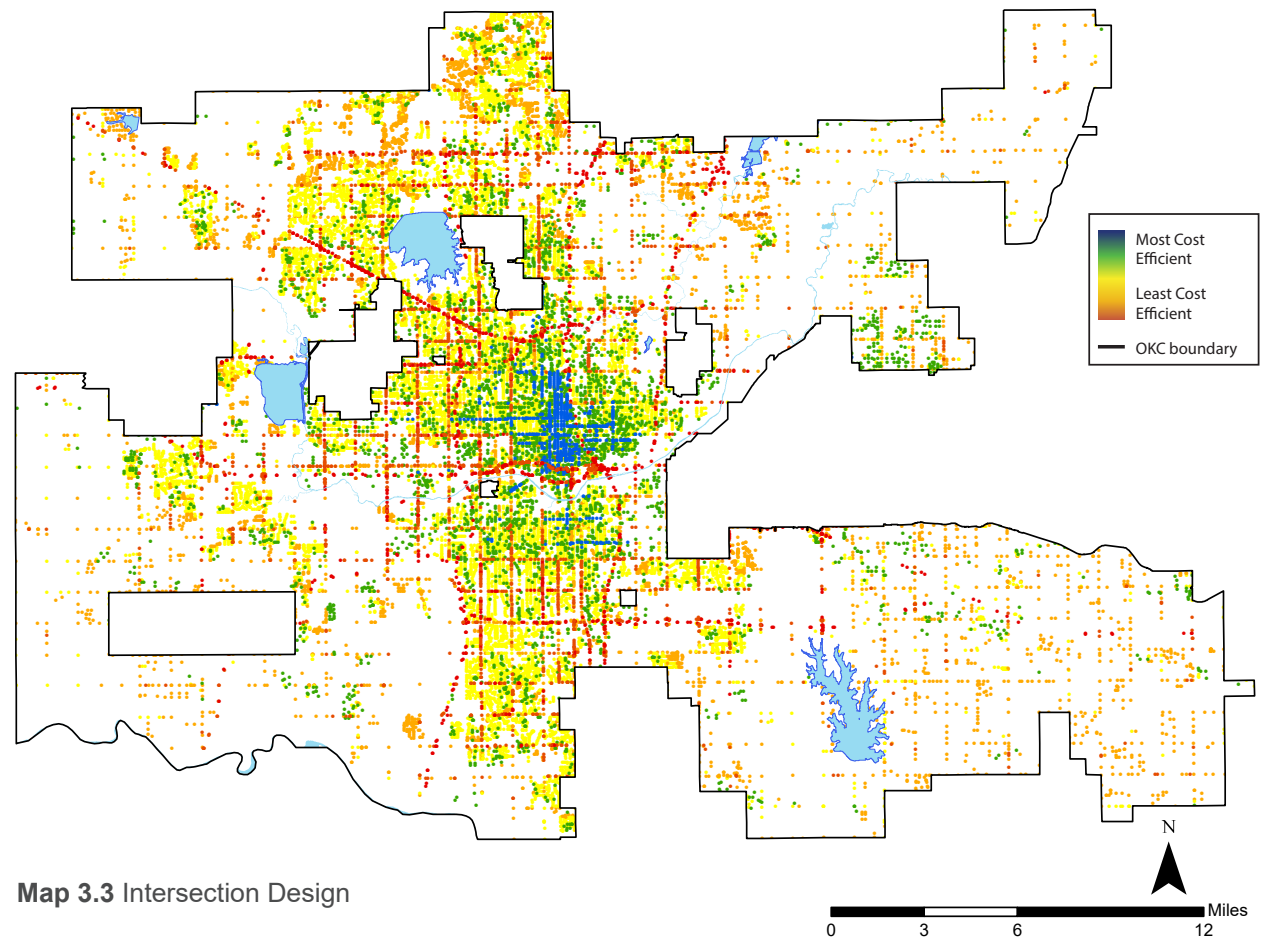 Most Cost
Efficient
Least Cost
Efficient
OKC boundary
N
Map 3.3 Intersection Design
Miles
0 3 6 12